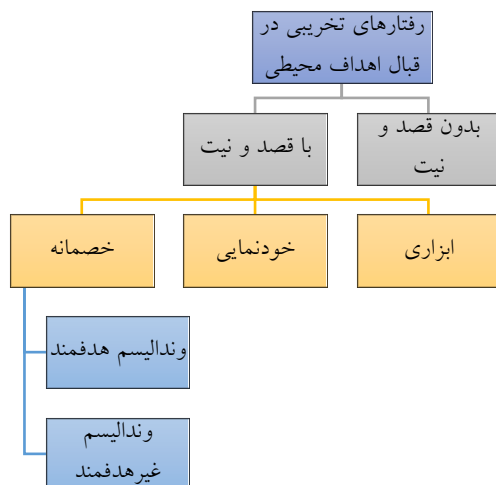 رفتارهای تخریبی در
قبال اهداف محیطی
بدون قصد و
نیت
با قصد و نیت
ابزاری
خودنمایی
خصمانه
وندالیسم هدفمند
وندالیسم
غیرهدفمند